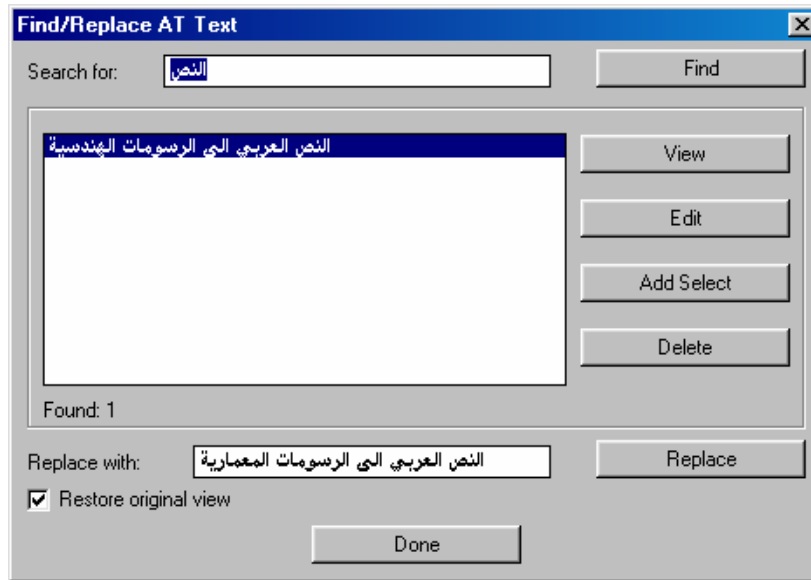 Find/Replace AT Text
Search for: النص Find
النص العربي الى الرسومات الهندسية
View
Edit
Add Select
Delete
Found: 1
Replace with: النص العربي الى الرسومات المعمارية Replace
Restore original view
Done